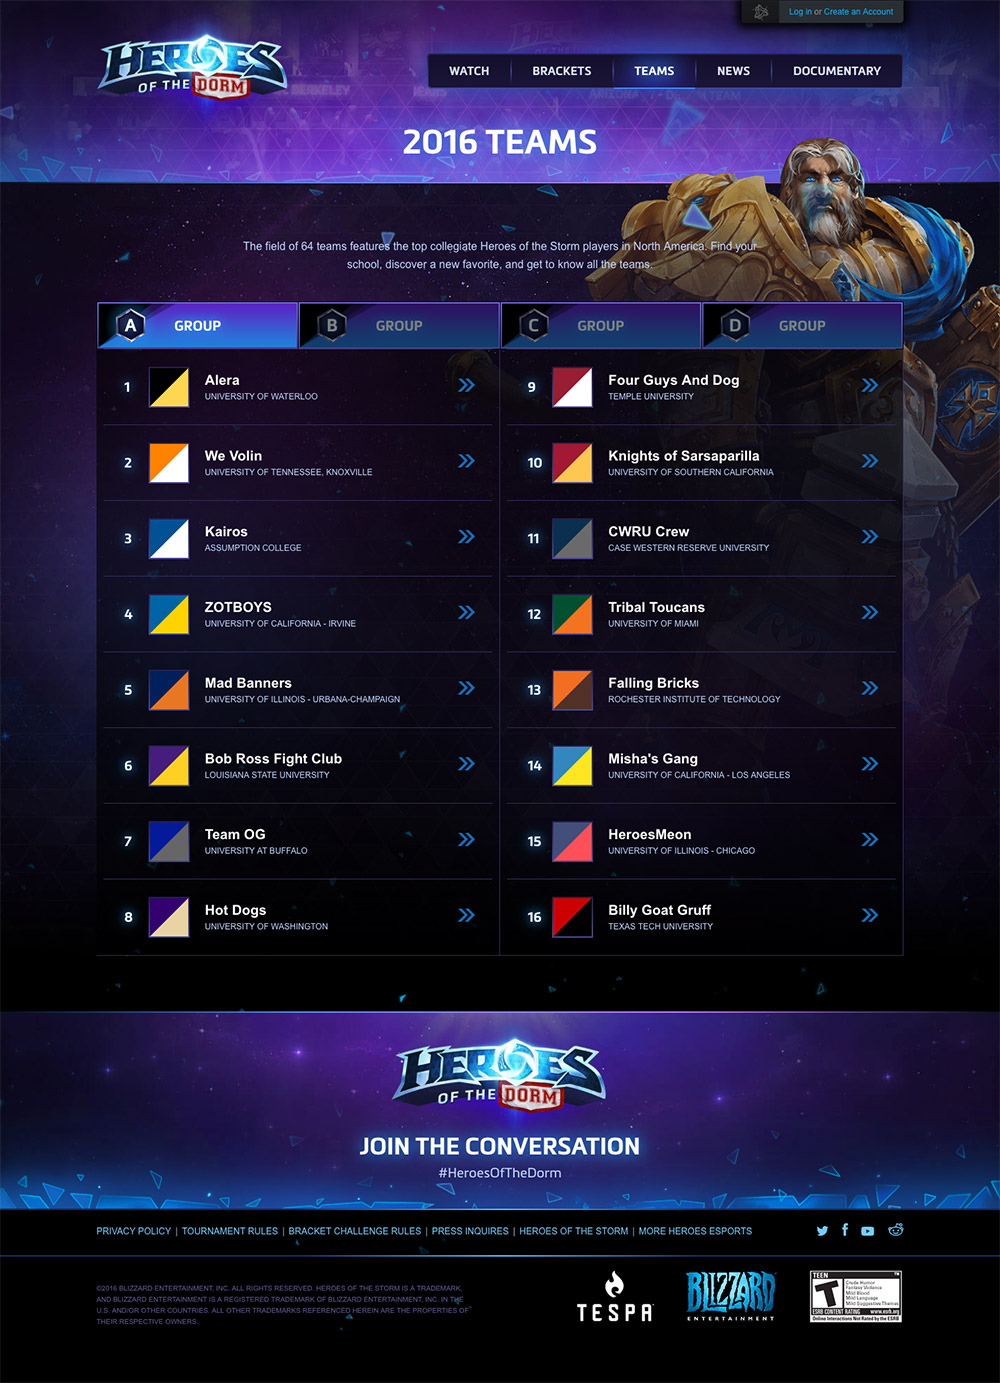 Log in or Create an Account
HEROES
OF THE DORM
WATCH
BRACKETS
TEAMS
NEWS
DOCUMENTARY
2016 TEAMS
The field of 64 teams features the top collegiate Heroes of the Storm players in North America. Find your
school, discover a new favorite, and get to know all the teams.
A GROUP
B GROUP
C GROUP
D GROUP
1 Alera
UNIVERSITY OF WATERLOO
2 We Volin
UNIVERSITY OF TENNESSEE, KNOXVILLE
3 Kairos
ASSUMPTION COLLEGE
4 ZOTBOYS
UNIVERSITY OF CALIFORNIA - IRVINE
5 Mad Banners
UNIVERSITY OF ILLINOIS - URBANA-CHAMPAIGN
6 Bob Ross Fight Club
LOUISIANA STATE UNIVERSITY
7 Team OG
UNIVERSITY AT BUFFALO
8 Hot Dogs
UNIVERSITY OF WASHINGTON
9 Four Guys And Dog
TEMPLE UNIVERSITY
10 Knights of Sarsaparilla
UNIVERSITY OF SOUTHERN CALIFORNIA
11 CWRU Crew
CASE WESTERN RESERVE UNIVERSITY
12 Tribal Toucans
UNIVERSITY OF MIAMI
13 Falling Bricks
ROCHESTER INSTITUTE OF TECHNOLOGY
14 Misha's Gang
UNIVERSITY OF CALIFORNIA - LOS ANGELES
15 HeroesMeon
UNIVERSITY OF ILLINOIS - CHICAGO
16 Billy Goat Gruff
TEXAS TECH UNIVERSITY
HEROES
OF THE DORM
JOIN THE CONVERSATION
#HeroesOfTheDorm
PRIVACY POLICY | TOURNAMENT RULES | BRACKET CHALLENGE RULES | PRESS INQUIRES | HEROES OF THE STORM | MORE HEROES ESPORTS
©2016 BLIZZARD ENTERTAINMENT, INC. ALL RIGHTS RESERVED. HEROES OF THE STORM IS A TRADEMARK,
AND BLIZZARD ENTERTAINMENT IS A REGISTERED TRADEMARK OF BLIZZARD ENTERTAINMENT, INC. IN THE
U.S. AND/OR OTHER COUNTRIES. ALL OTHER TRADEMARKS REFERENCED HEREIN ARE THE PROPERTIES OF
THEIR RESPECTIVE OWNERS.
TESPA
BLIZZARD
ENTERTAINMENT
TEEN
T
Crude Humor
Fantasy Violence
Mild Blood
Mild Language
Mild Suggestive Themes
ESRB CONTENT RATING www.esrb.org
Online Interactions Not Rated by the ESRB